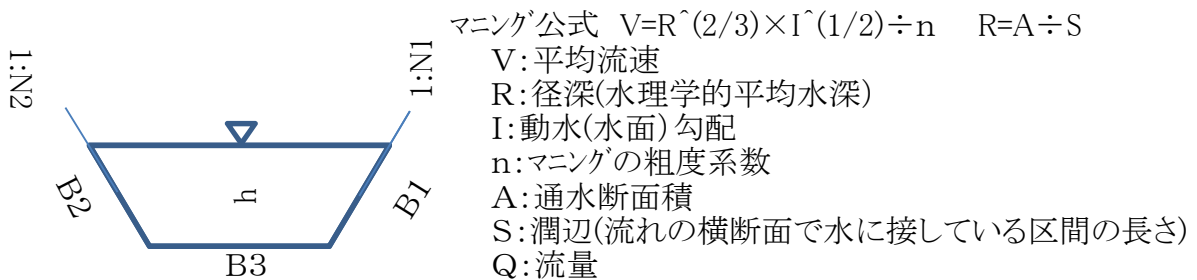 マニング公式 V=R^(2/3)×I^(1/2)÷n R=A÷S
V:平均流速
R:径深(水理学的平均水深)
I:動水(水面)勾配
n:マニングの粗度系数
A:通水断面積
S:潤辺(流れの横断面で水に接している区間の長さ)
Q:流量
1:N2
1:N1
B2
h
B1
B3